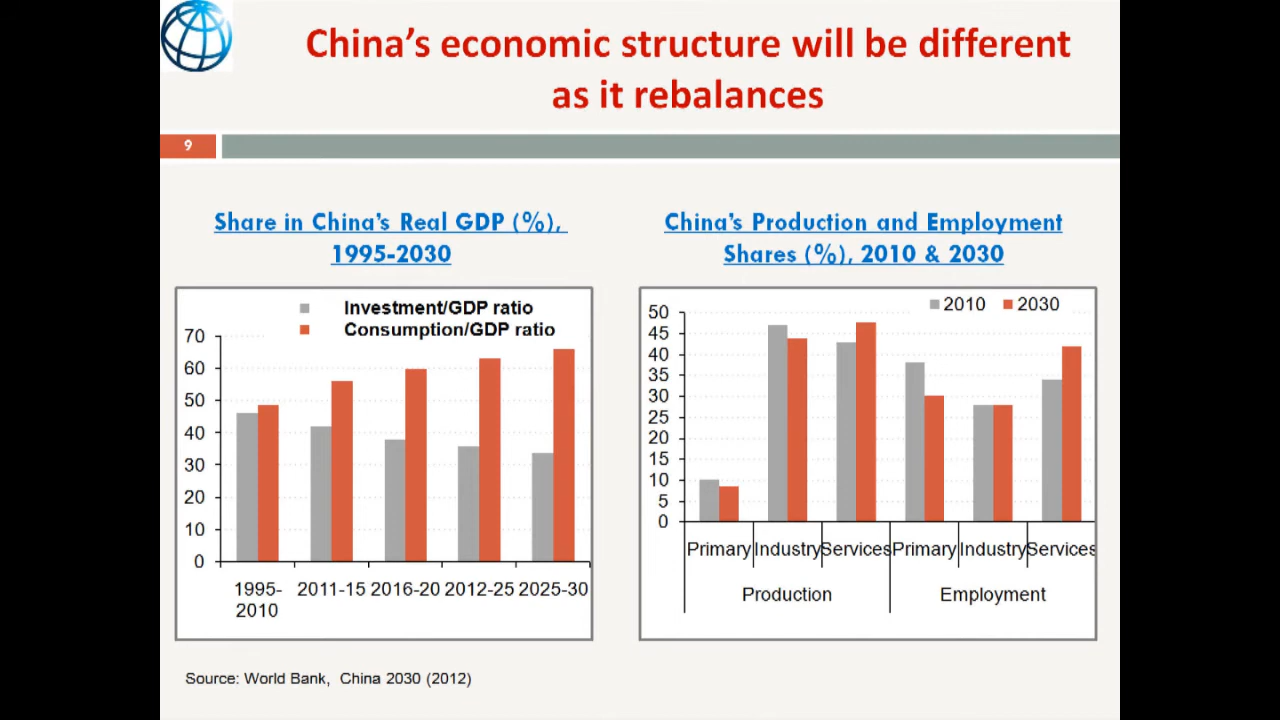 China's economic structure will be different
as it rebalances
9
Share in China's Real GDP (%),
1995-2030
Investment/GDP ratio
Consumption/GDP ratio
70
60
50
40
30
20
10
0
1995-
2010
2011-15 2016-20 2012-25 2025-30
China's Production and Employment
Shares (%), 2010 & 2030
2010 2030
50
45
40
35
30
25
20
15
10
5
0
Primary Industry Services Primary Industry Services
Production Employment
Source: World Bank, China 2030 (2012)